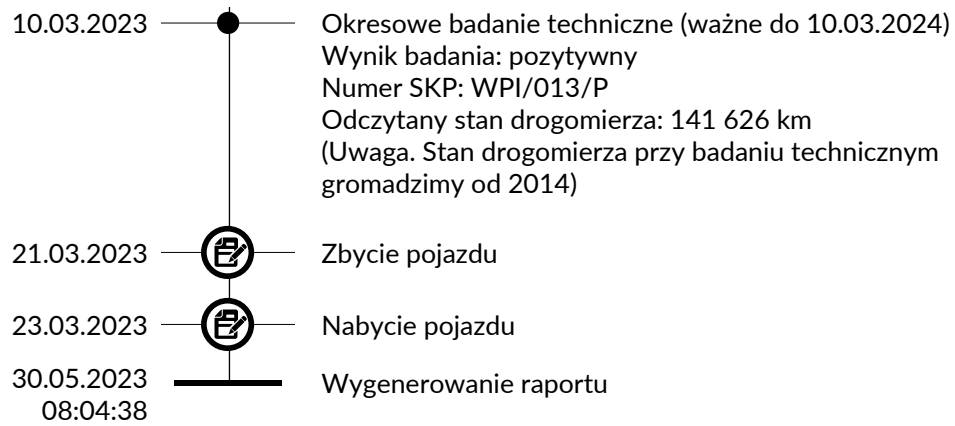 10.03.2023 Okresowe badanie techniczne (ważne do 10.03.2024)
Wynik badania: pozytywny
Numer SKP: WPI/013/P
Odczytany stan drogomierza: 141 626 km
(Uwaga. Stan drogomierza przy badaniu technicznym
gromadzimy od 2014)
21.03.2023 Zbycie pojazdu
23.03.2023 Nabycie pojazdu
30.05.2023 Wygenerowanie raportu
08:04:38